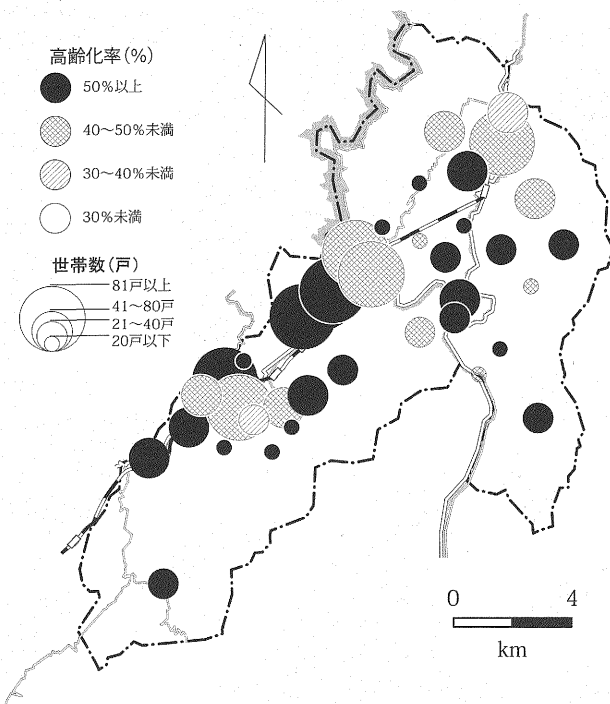 高齢化率(%)
50%以上
40〜50%未満
30〜40%未満
30%未満
世帯数(戸)
81戸以上
41〜80戸
21〜40戸
20戸以下
0 4
km